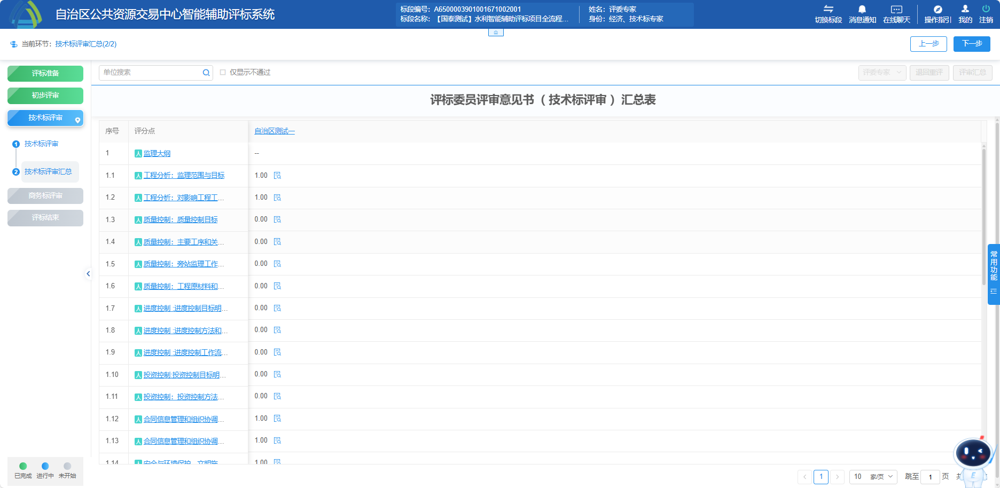 自治区公共资源交易中心智能辅助评标系统
标段编号：A6500003901001671002001
标段名称：【国泰测试】水利智能辅助评标项目全流程...
姓名：评委专家
身份：经济、技术标专家
切换标段 消息通知 在线聊天 操作指引 我的 注销
当前环节：技术标评审汇总(2/2)
上一步 下一步
评标准备
初步评审
技术标评审
1 技术标评审
2 技术标评审汇总
商务标评审
评标结束
已完成 进行中 未开始
单位搜索 仅显示不通过 评委专家 退回重评 评审汇总
评标委员评审意见书（技术标评审）汇总表
序号 评分点 自治区测试一
1 人 监理大纲 --
1.1 人 工程分析：监理范围与目标 1.00
1.2 人 工程分析：对影响工程工... 1.00
1.3 人 质量控制：质量控制目标 0.00
1.4 人 质量控制：主要工序和关... 0.00
1.5 人 质量控制：旁站监理工作... 0.00
1.6 人 质量控制：工程原材料和... 0.00
1.7 人 进度控制 :进度控制目标明... 0.00
1.8 人 进度控制 :进度控制方法和... 0.00
1.9 人 进度控制 :进度控制工作流... 0.00
1.10 人 投资控制:投资控制目标明... 0.00
1.11 人 投资控制：投资控制方法... 0.00
1.12 人 合同信息管理和组织协调... 1.00
1.13 人 合同信息管理和组织协调... 1.00
1.14 人 安全与环境保护、文明施... 1.00
常用功能
1 10 家/页 跳至 1 页 共
E